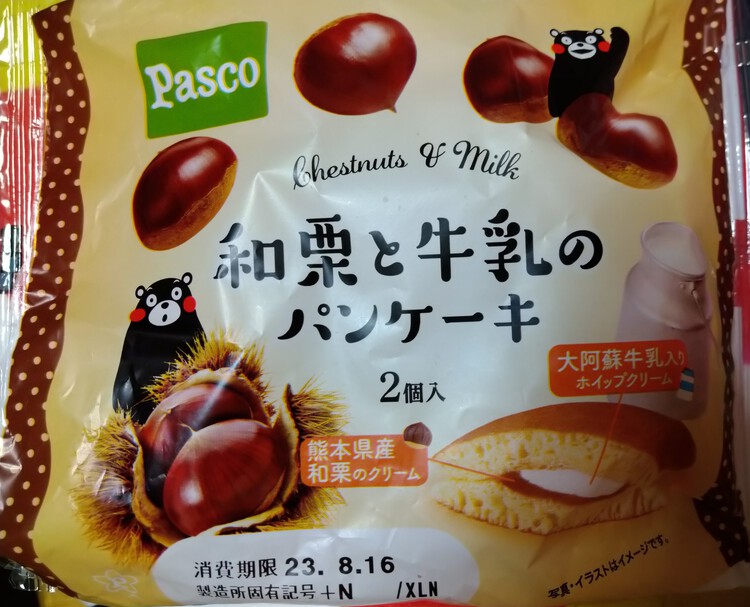 Pasco
Chestnuts & Milk
和栗と牛乳の
パンケーキ
2個入
大阿蘇牛乳入り
ホイップクリーム
熊本県産
和栗のクリーム
消費期限 23. 8.16
製造所固有記号+N /XLN
写真・イラストはイメージです。